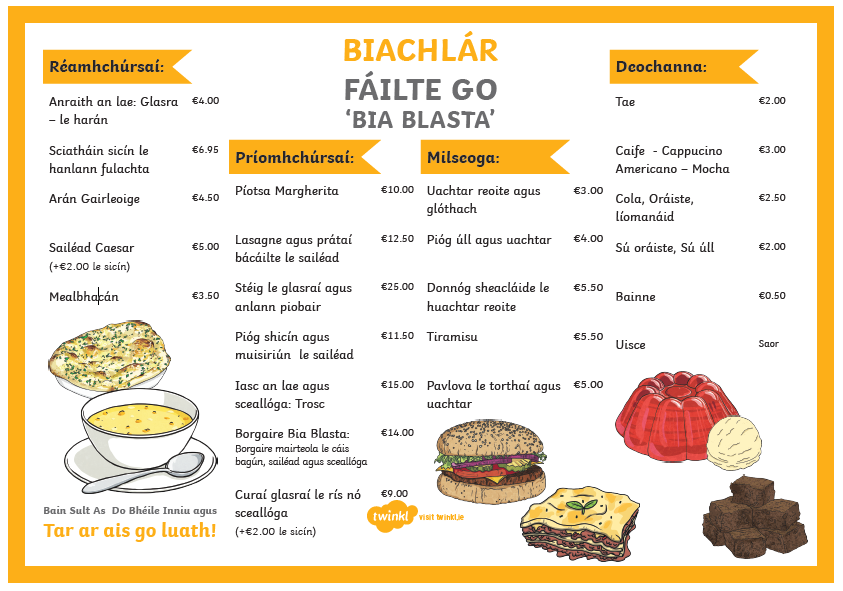 BIACHLÁR
FÁILTE GO
‘BIA BLASTA’
Réamhchúrsaí:
Anraith an lae: Glasra €4.00
– le harán
Sciatháin sicín le €6.95
hanlann fulachta
Arán Gairleoige €4.50
Sailéad Caesar €5.00
(+€2.00 le sicín)
Mealbhacán €3.50
Príomhchúrsaí:
Píotsa Margherita €10.00
Lasagne agus prátaí €12.50
bácáilte le sailéad
Stéig le glasraí agus €25.00
anlann piobair
Pióg shicín agus €11.50
muisiriún le sailéad
Iasc an lae agus €15.00
sceallóga: Trosc
Borgaire Bia Blasta: €14.00
Borgaire mairteola le cáis
bagún, sailéad agus sceallóga
Curaí glasraí le rís nó €9.00
sceallóga
(+€2.00 le sicín)
Milseoga:
Uachtar reoite agus €3.00
glóthach
Pióg úll agus uachtar €4.00
Donnóg sheacláide le €5.50
huachtar reoite
Tiramisu €5.50
Pavlova le torthaí agus €5.00
uachtar
Deochanna:
Tae €2.00
Caife - Cappucino €3.00
Americano – Mocha
Cola, Oráiste, €2.50
líomanáid
Sú oráiste, Sú úll €2.00
Bainne €0.50
Uisce Saor
Bain Sult As Do Bhéile Inniu agus
Tar ar ais go luath!
twinkl visit twinkl.ie